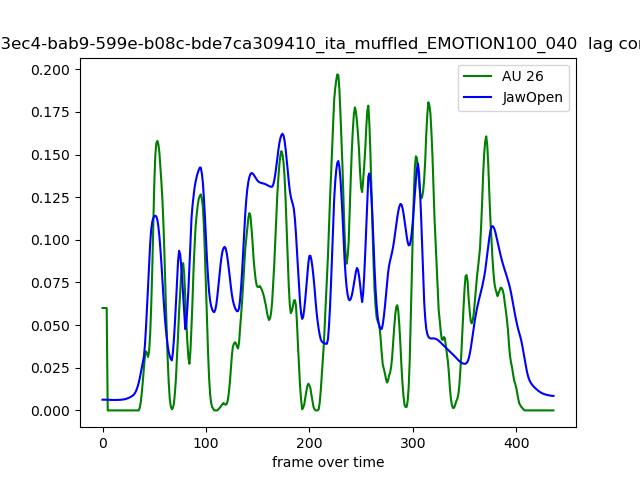 3ec4-bab9-599e-b08c-bde7ca309410_ita_muffled_EMOTION100_040 lag
AU 26
JawOpen
0.200
0.175
0.150
0.125
0.100
0.075
0.050
0.025
0.000
0 100 200 300 400
frame over time